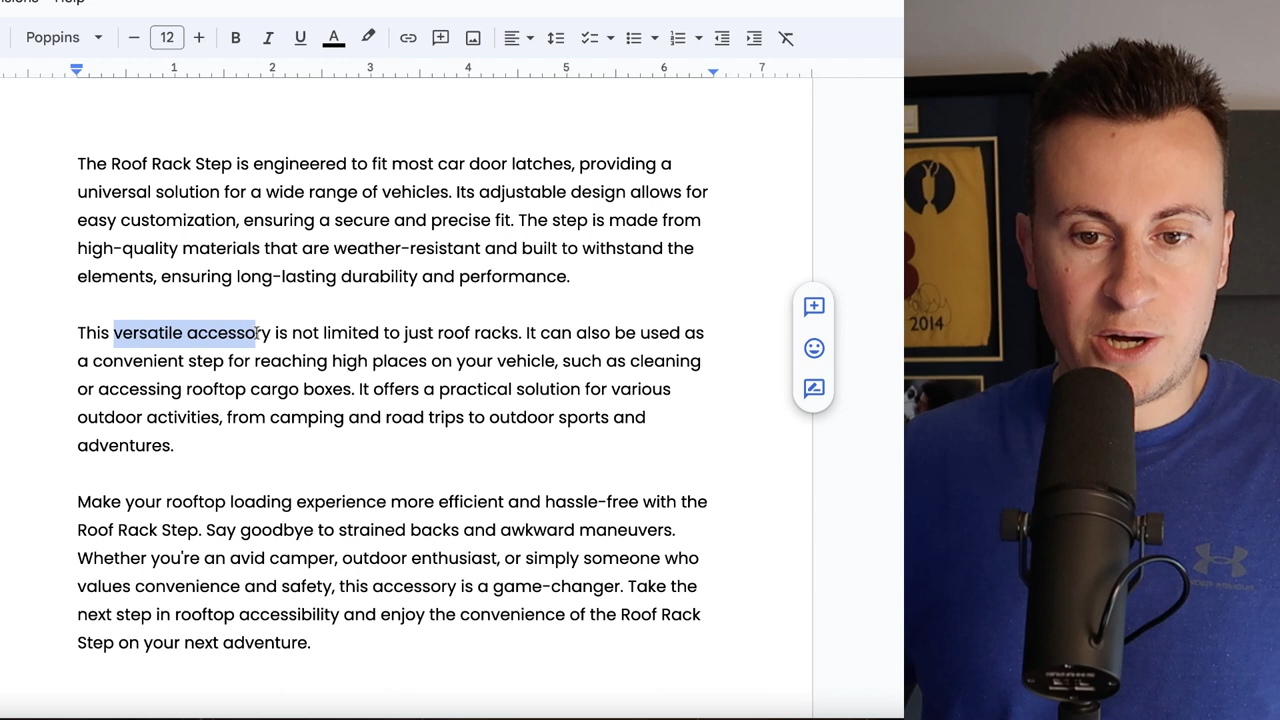 Poppins
12
B I U A
1 2 3 4 5 6 7
The Roof Rack Step is engineered to fit most car door latches, providing a
universal solution for a wide range of vehicles. Its adjustable design allows for
easy customization, ensuring a secure and precise fit. The step is made from
high-quality materials that are weather-resistant and built to withstand the
elements, ensuring long-lasting durability and performance.
This versatile accessory is not limited to just roof racks. It can also be used as
a convenient step for reaching high places on your vehicle, such as cleaning
or accessing rooftop cargo boxes. It offers a practical solution for various
outdoor activities, from camping and road trips to outdoor sports and
adventures.
Make your rooftop loading experience more efficient and hassle-free with the
Roof Rack Step. Say goodbye to strained backs and awkward maneuvers.
Whether you're an avid camper, outdoor enthusiast, or simply someone who
values convenience and safety, this accessory is a game-changer. Take the
next step in rooftop accessibility and enjoy the convenience of the Roof Rack
Step on your next adventure.
2014